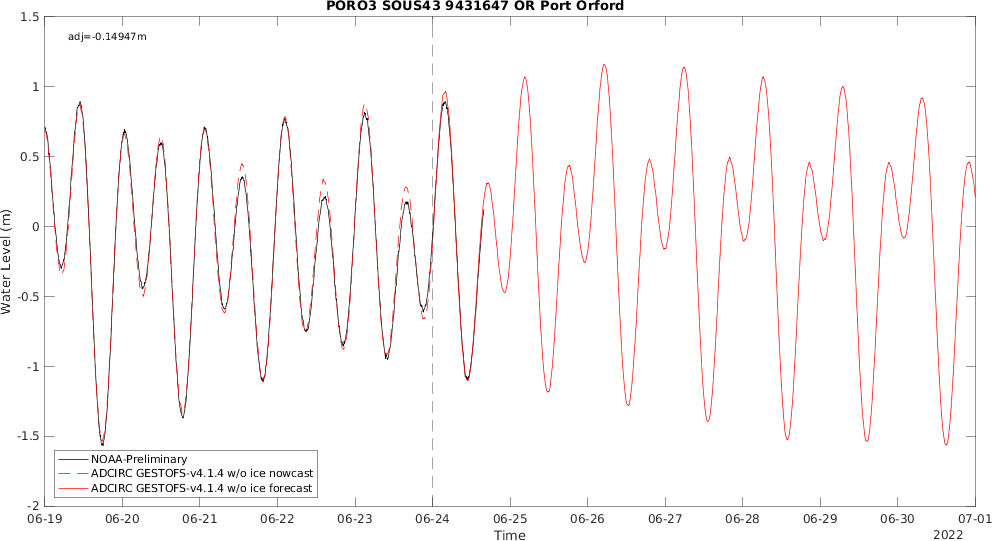 PORO3 SOUS43 9431647 OR Port Orford
adj=-0.14947m
1.5
1
0.5
0
-0.5
-1
-1.5
-2
Water Level (m)
NOAA-Preliminary
ADCIRC GESTOFS-v4.1.4 w/o ice nowcast
ADCIRC GESTOFS-v4.1.4 w/o ice forecast
06-19 06-20 06-21 06-22 06-23 06-24 06-25 06-26 06-27 06-28 06-29 06-30 07-01
Time
2022